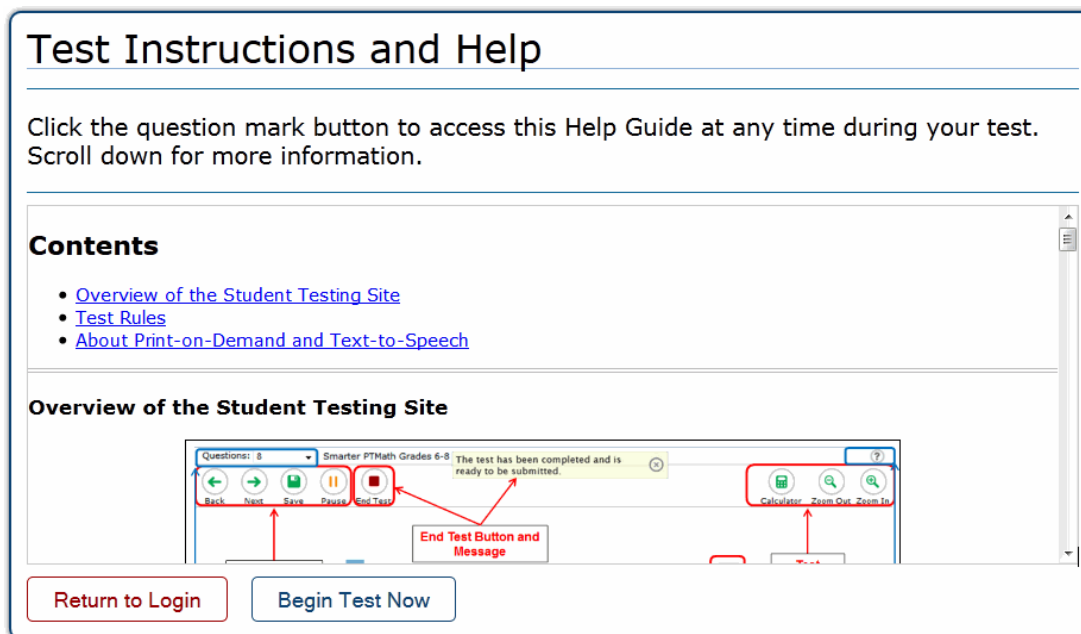 Test Instructions and Help
Click the question mark button to access this Help Guide at any time during your test.
Scroll down for more information.
Contents
• Overview of the Student Testing Site
• Test Rules
• About Print-on-Demand and Text-to-Speech
Overview of the Student Testing Site
Questions: 8 Smarter PTMath Grades 6-8
The test has been completed and is
ready to be submitted.
?
Back Next Save Pause End Test Calculator Zoom Out Zoom In
End Test Button and
Message
Test
Return to Login Begin Test Now